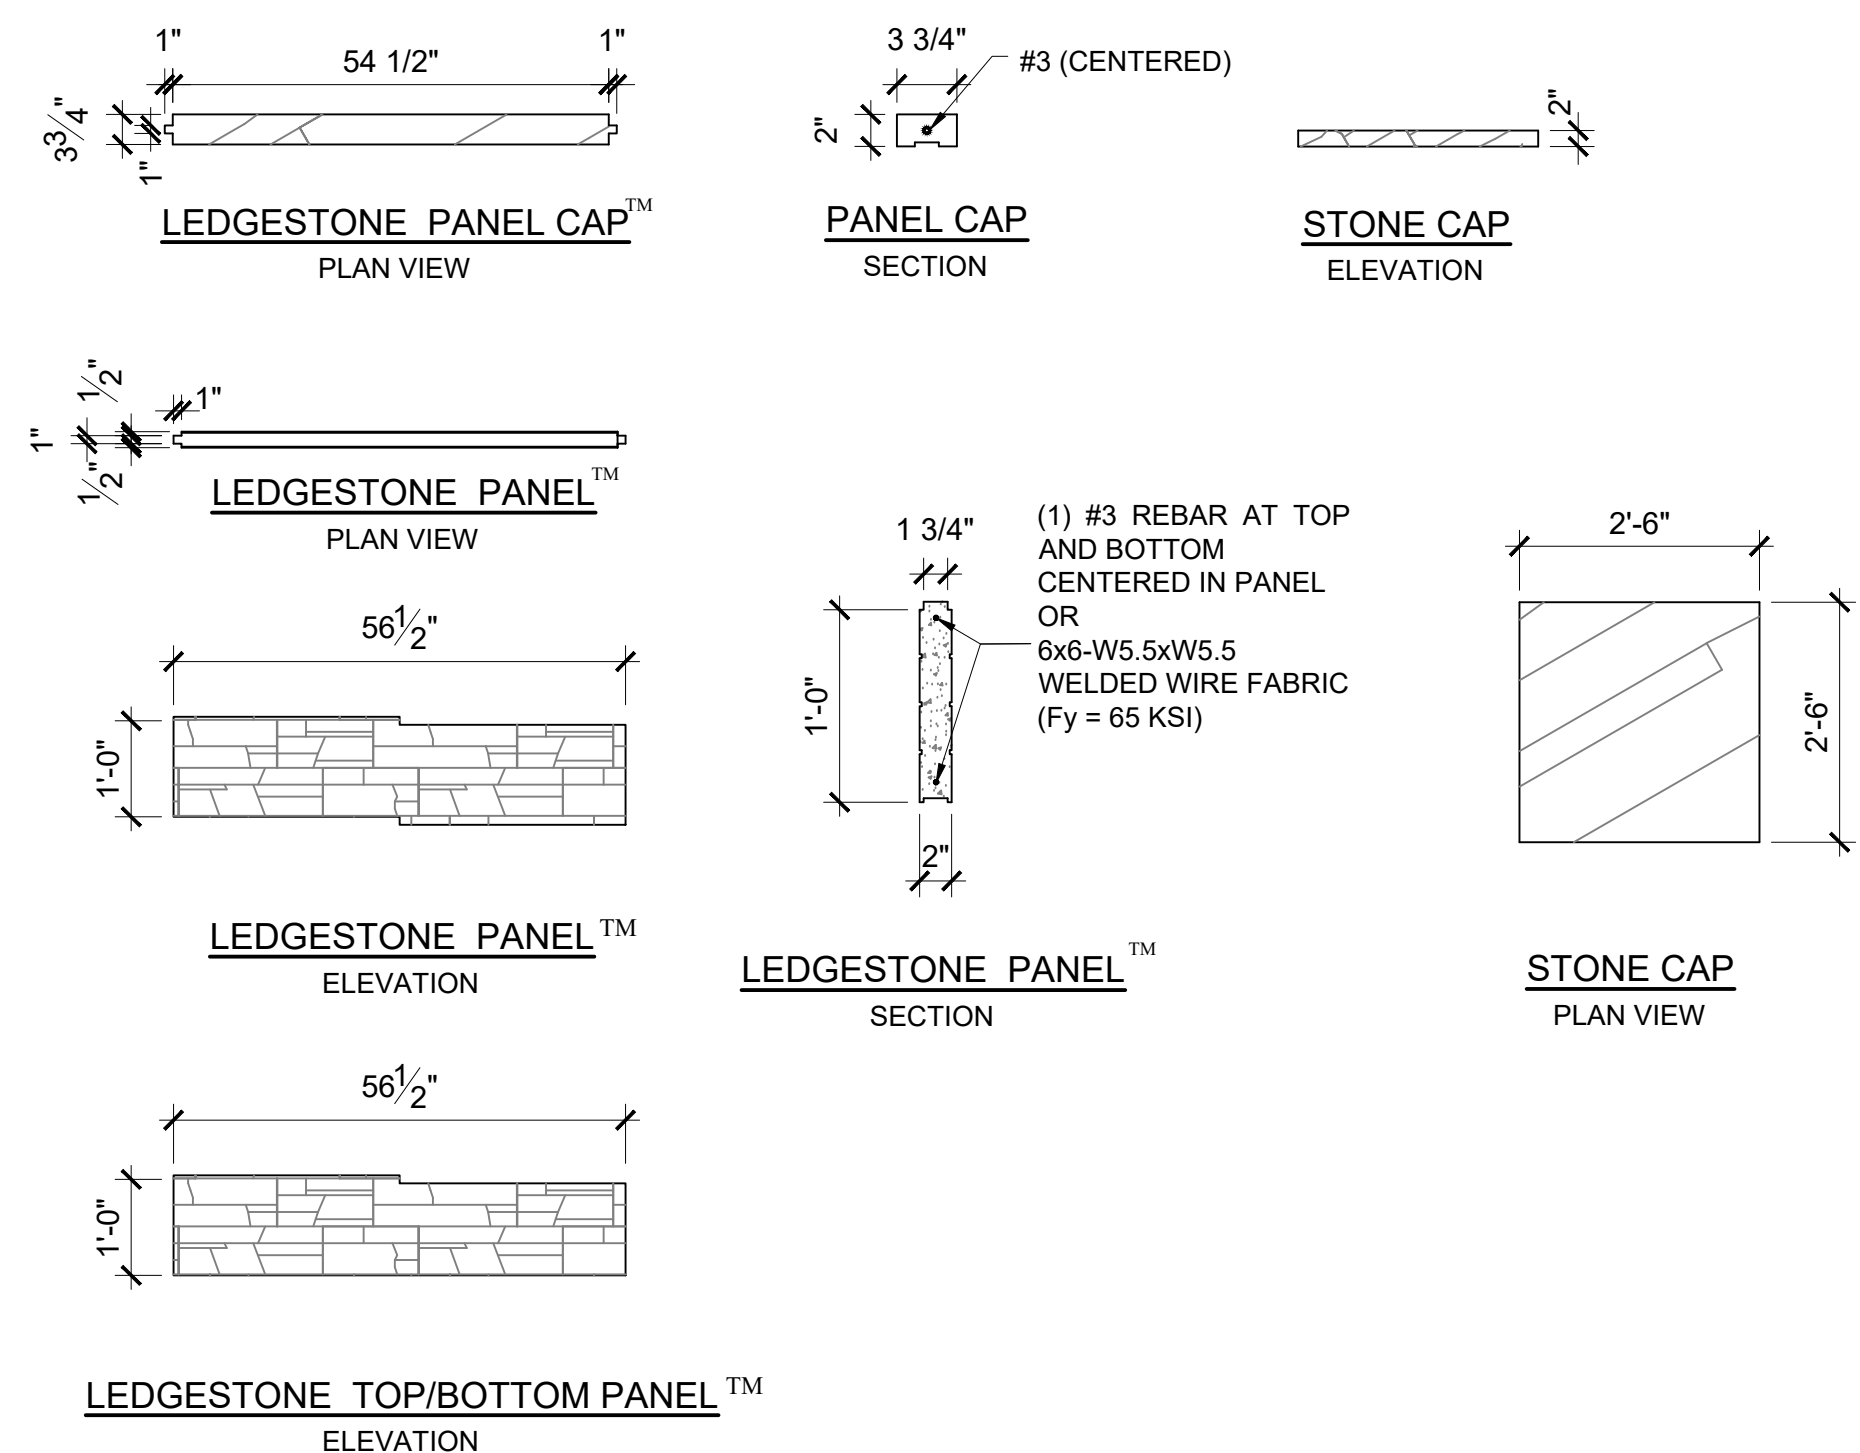 1" 54 1/2" 1"
3 3/4"
1"
LEDGESTONE PANEL CAP™
PLAN VIEW
3 3/4"
#3 (CENTERED)
2"
PANEL CAP
SECTION
2"
STONE CAP
ELEVATION
1/2"
1"
1"
1/2"
LEDGESTONE PANEL™
PLAN VIEW
56 1/2"
1'-0"
LEDGESTONE PANEL™
ELEVATION
1 3/4"
(1) #3 REBAR AT TOP
AND BOTTOM
CENTERED IN PANEL
OR
6x6-W5.5xW5.5
WELDED WIRE FABRIC
(Fy = 65 KSI)
1'-0"
2"
LEDGESTONE PANEL™
SECTION
2'-6"
2'-6"
STONE CAP
PLAN VIEW
56 1/2"
1'-0"
LEDGESTONE TOP/BOTTOM PANEL™
ELEVATION